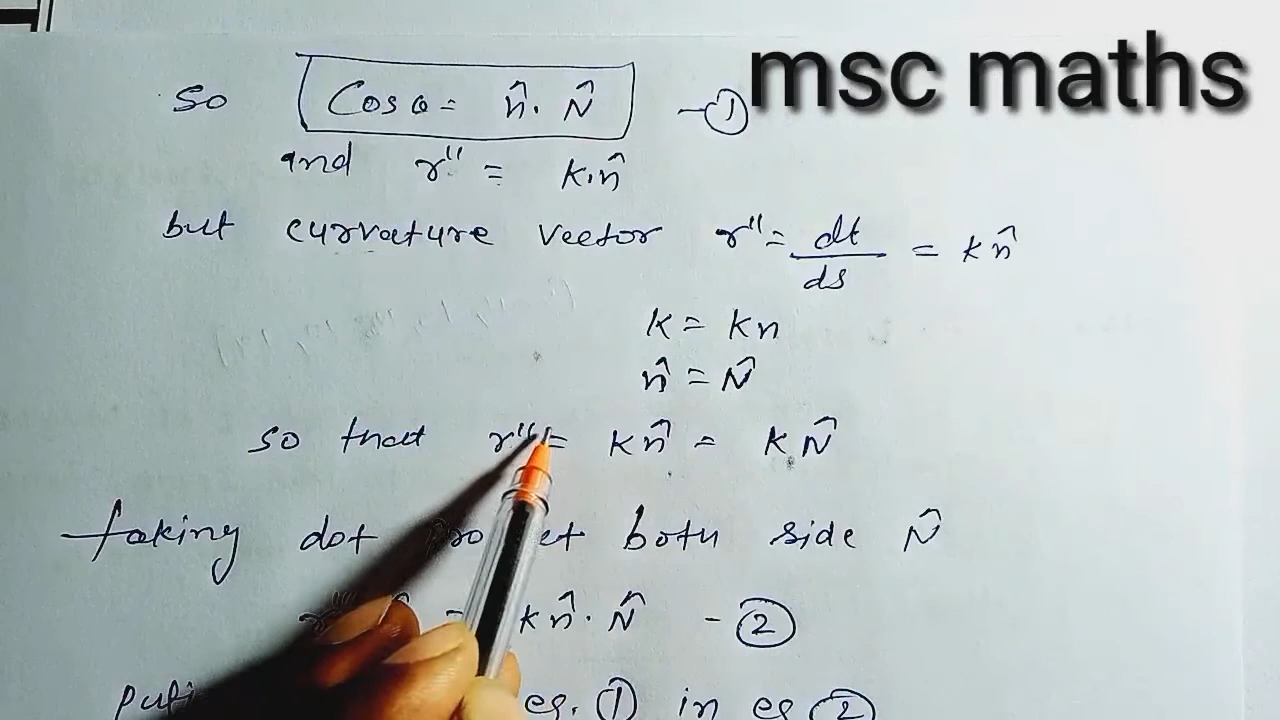 msc maths
So Cos θ = n̂ . N̂ - ①
and r'' = k.n̂
but curvature vector r'' = dt/ds = k n̂
k = kn
n̂ = N̂
so that r'' = k n̂ = k N̂
taking dot both side N̂
= k n̂ . N̂ - ②
eq. ① in eq ②